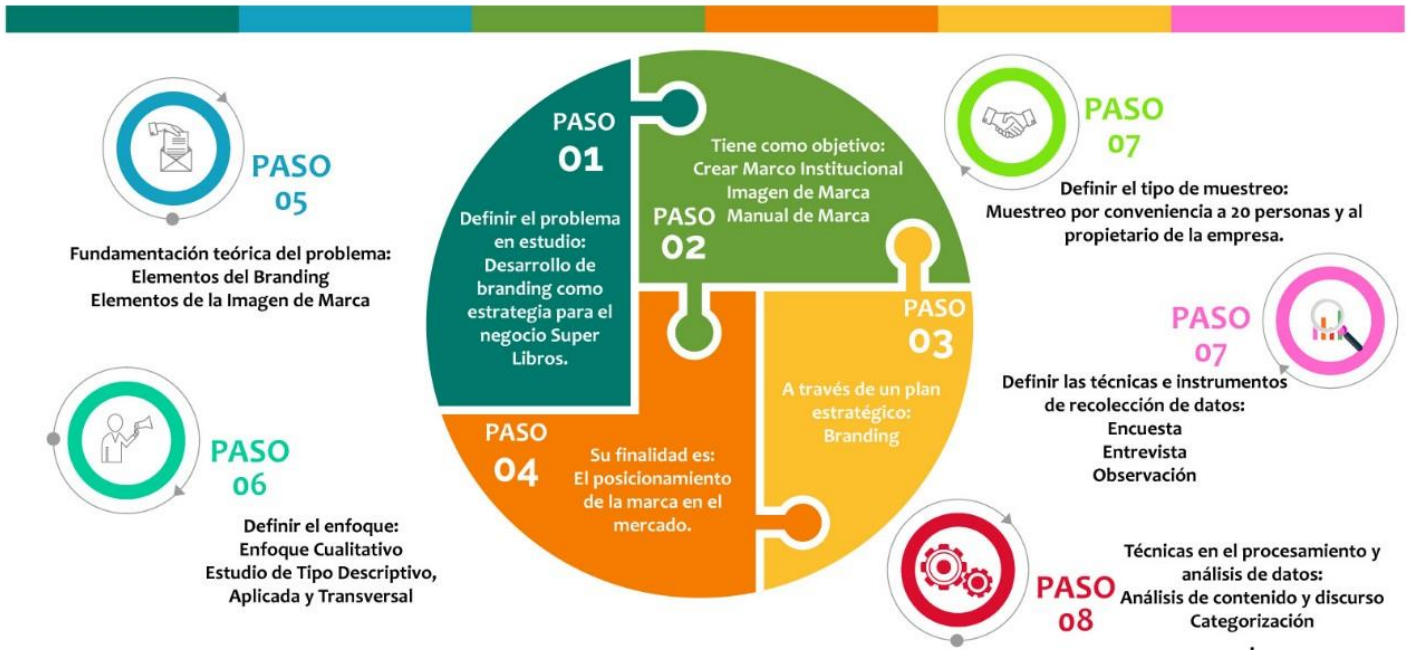 PASO
01
Definir el problema
en estudio:
Desarrollo de
branding como
estrategia para el
negocio Super
Libros.
PASO
02
Tiene como objetivo:
Crear Marco Institucional
Imagen de Marca
Manual de Marca
PASO
03
A través de un plan
estratégico:
Branding
PASO
04
Su finalidad es:
El posicionamiento
de la marca en el
mercado.
PASO
05
Fundamentación teórica del problema:
Elementos del Branding
Elementos de la Imagen de Marca
PASO
06
Definir el enfoque:
Enfoque Cualitativo
Estudio de Tipo Descriptivo,
Aplicada y Transversal
PASO
07
Definir el tipo de muestreo:
Muestreo por conveniencia a 20 personas y al
propietario de la empresa.
PASO
07
Definir las técnicas e instrumentos
de recolección de datos:
Encuesta
Entrevista
Observación
PASO
08
Técnicas en el procesamiento y
análisis de datos:
Análisis de contenido y discurso
Categorización